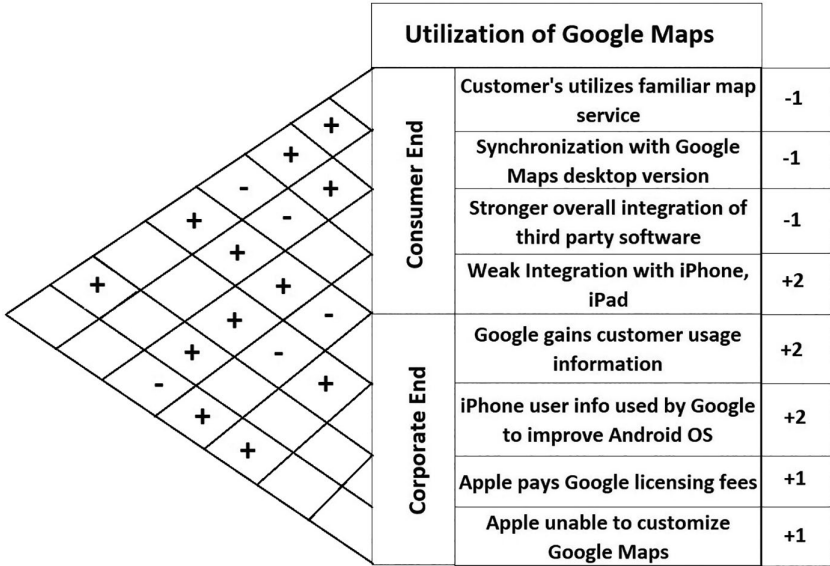 Utilization of Google Maps
Consumer End
Customer's utilizes familiar map
service
-1
Synchronization with Google
Maps desktop version
-1
Stronger overall integration of
third party software
-1
Weak Integration with iPhone,
iPad
+2
Corporate End
Google gains customer usage
information
+2
iPhone user info used by Google
to improve Android OS
+2
Apple pays Google licensing fees
+1
Apple unable to customize
Google Maps
+1
+
+
-
+
+
-
+
+
+
-
+
+
-
-
+
+
+